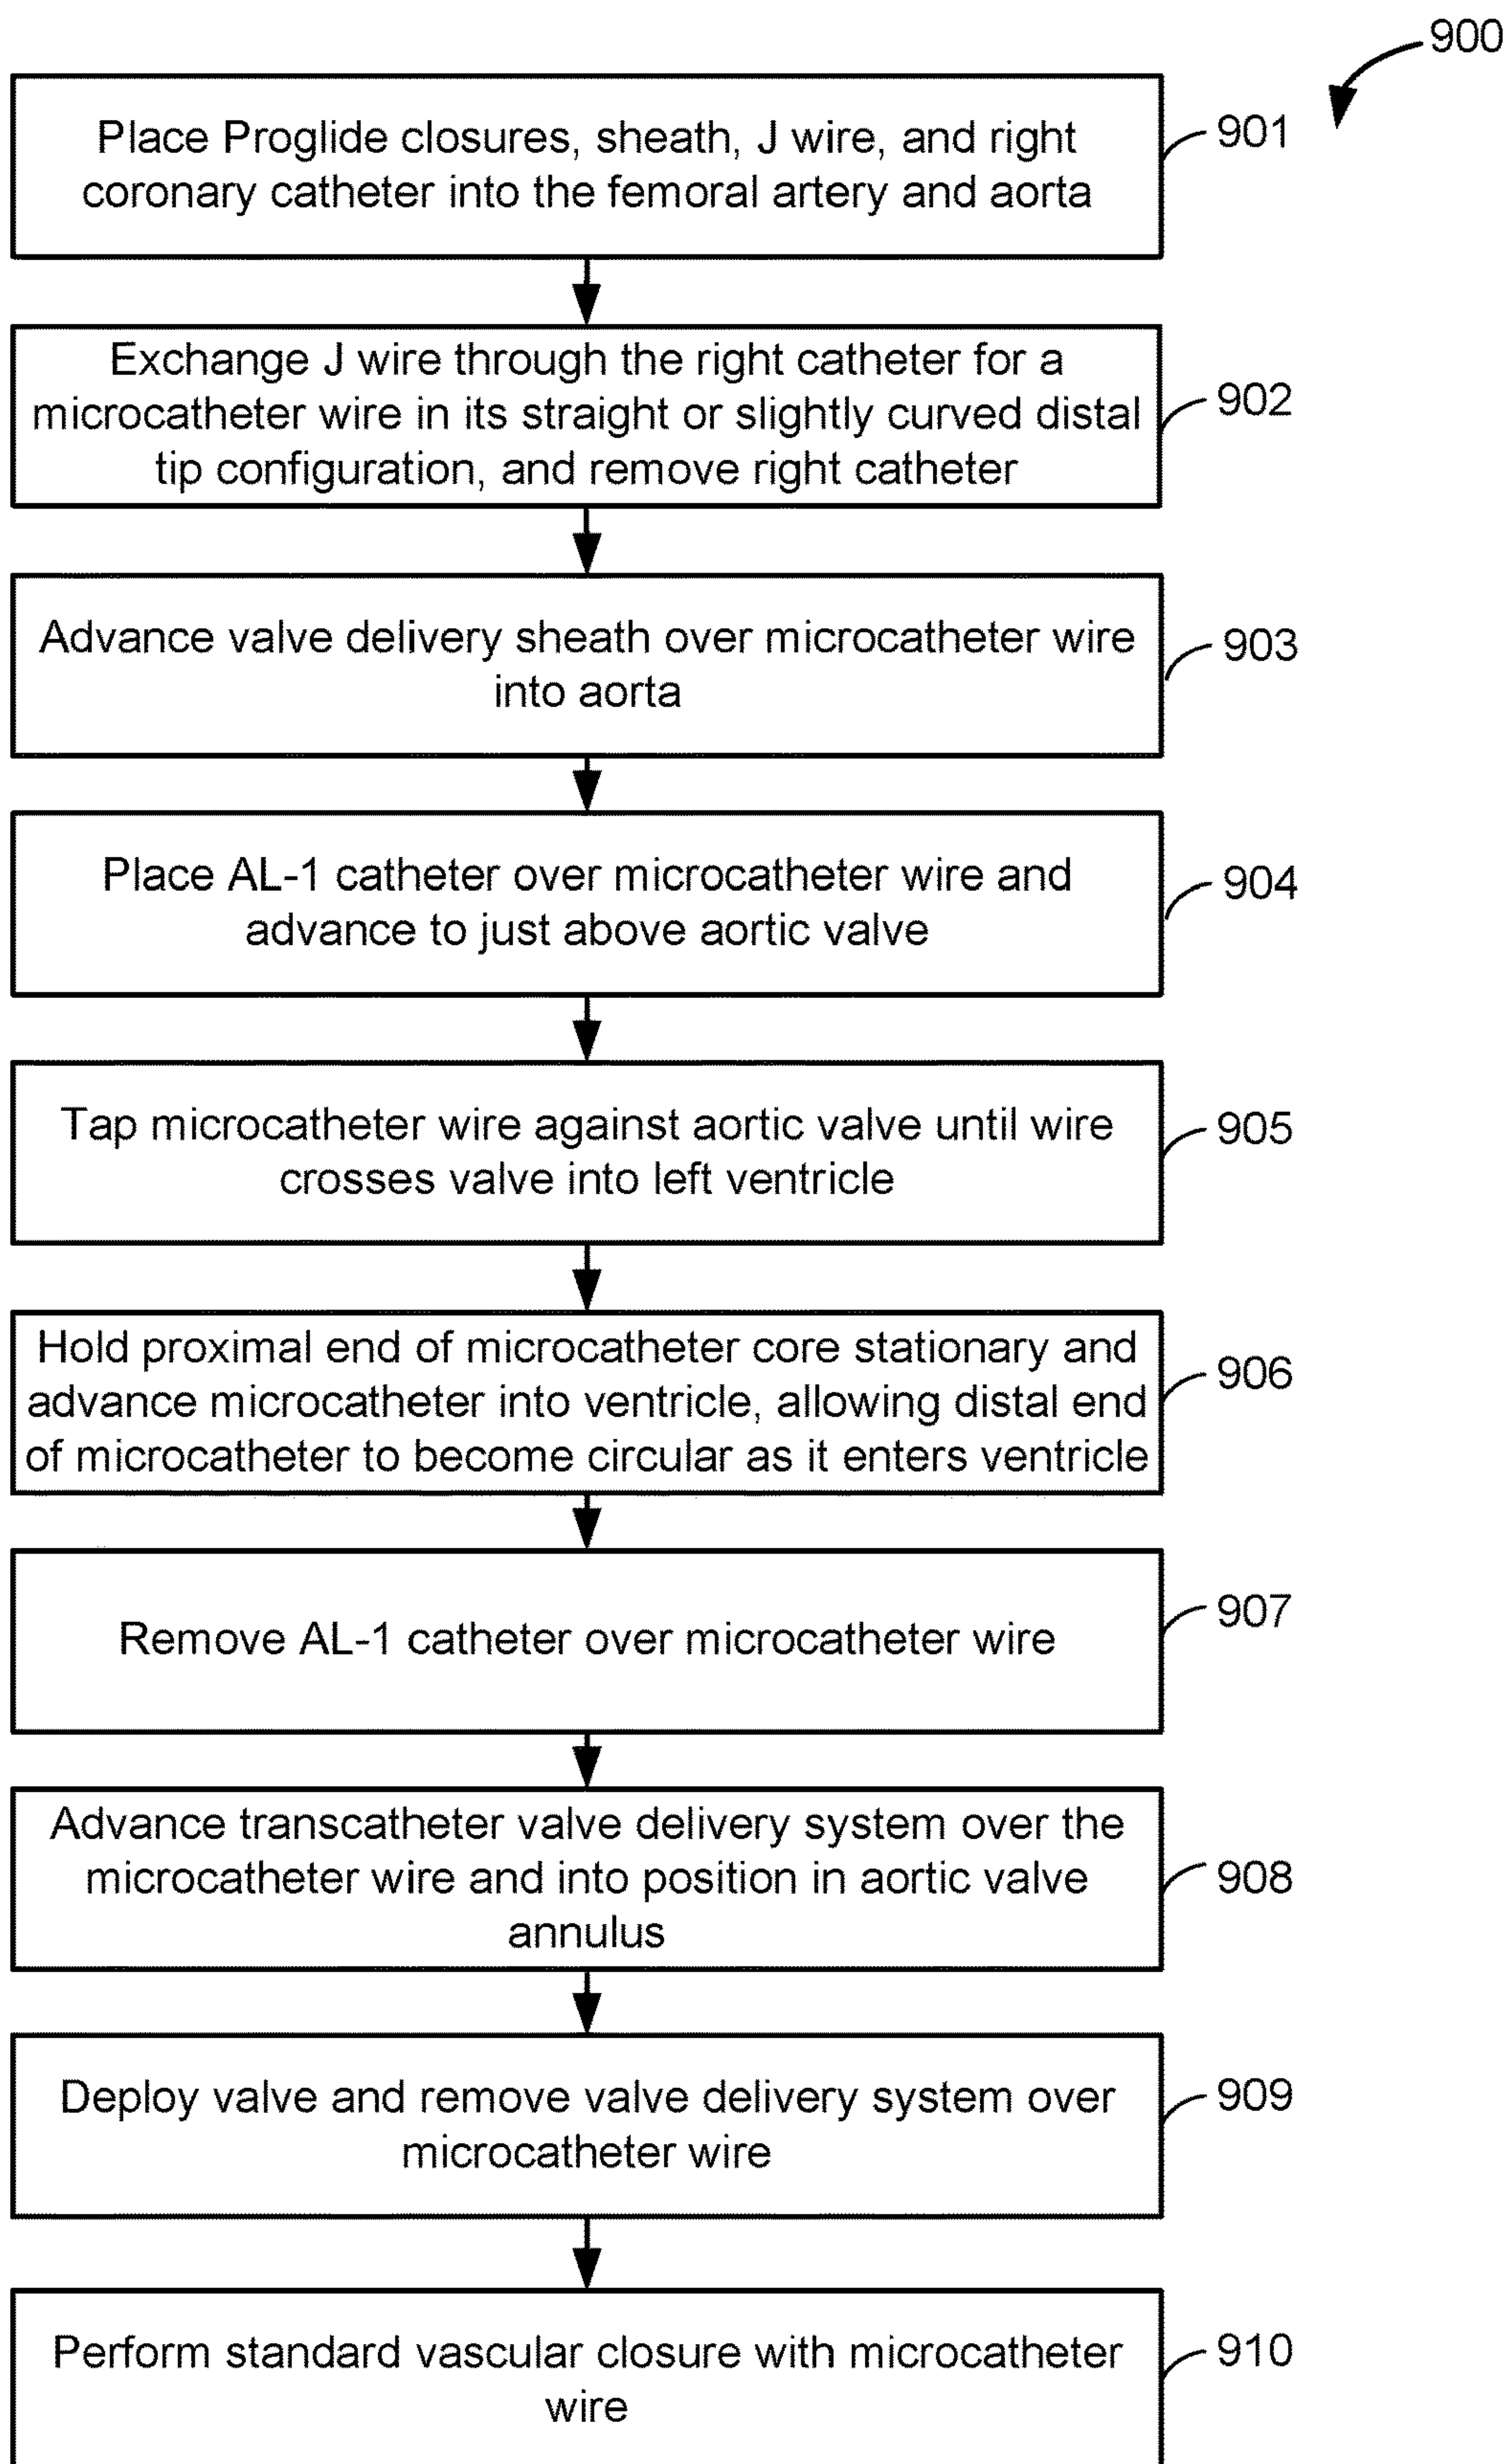 900
Place Proglide closures, sheath, J wire, and right
coronary catheter into the femoral artery and aorta
901
Exchange J wire through the right catheter for a
microcatheter wire in its straight or slightly curved distal
tip configuration, and remove right catheter
902
Advance valve delivery sheath over microcatheter wire
into aorta
903
Place AL-1 catheter over microcatheter wire and
advance to just above aortic valve
904
Tap microcatheter wire against aortic valve until wire
crosses valve into left ventricle
905
Hold proximal end of microcatheter core stationary and
advance microcatheter into ventricle, allowing distal end
of microcatheter to become circular as it enters ventricle
906
Remove AL-1 catheter over microcatheter wire
907
Advance transcatheter valve delivery system over the
microcatheter wire and into position in aortic valve
annulus
908
Deploy valve and remove valve delivery system over
microcatheter wire
909
Perform standard vascular closure with microcatheter
wire
910